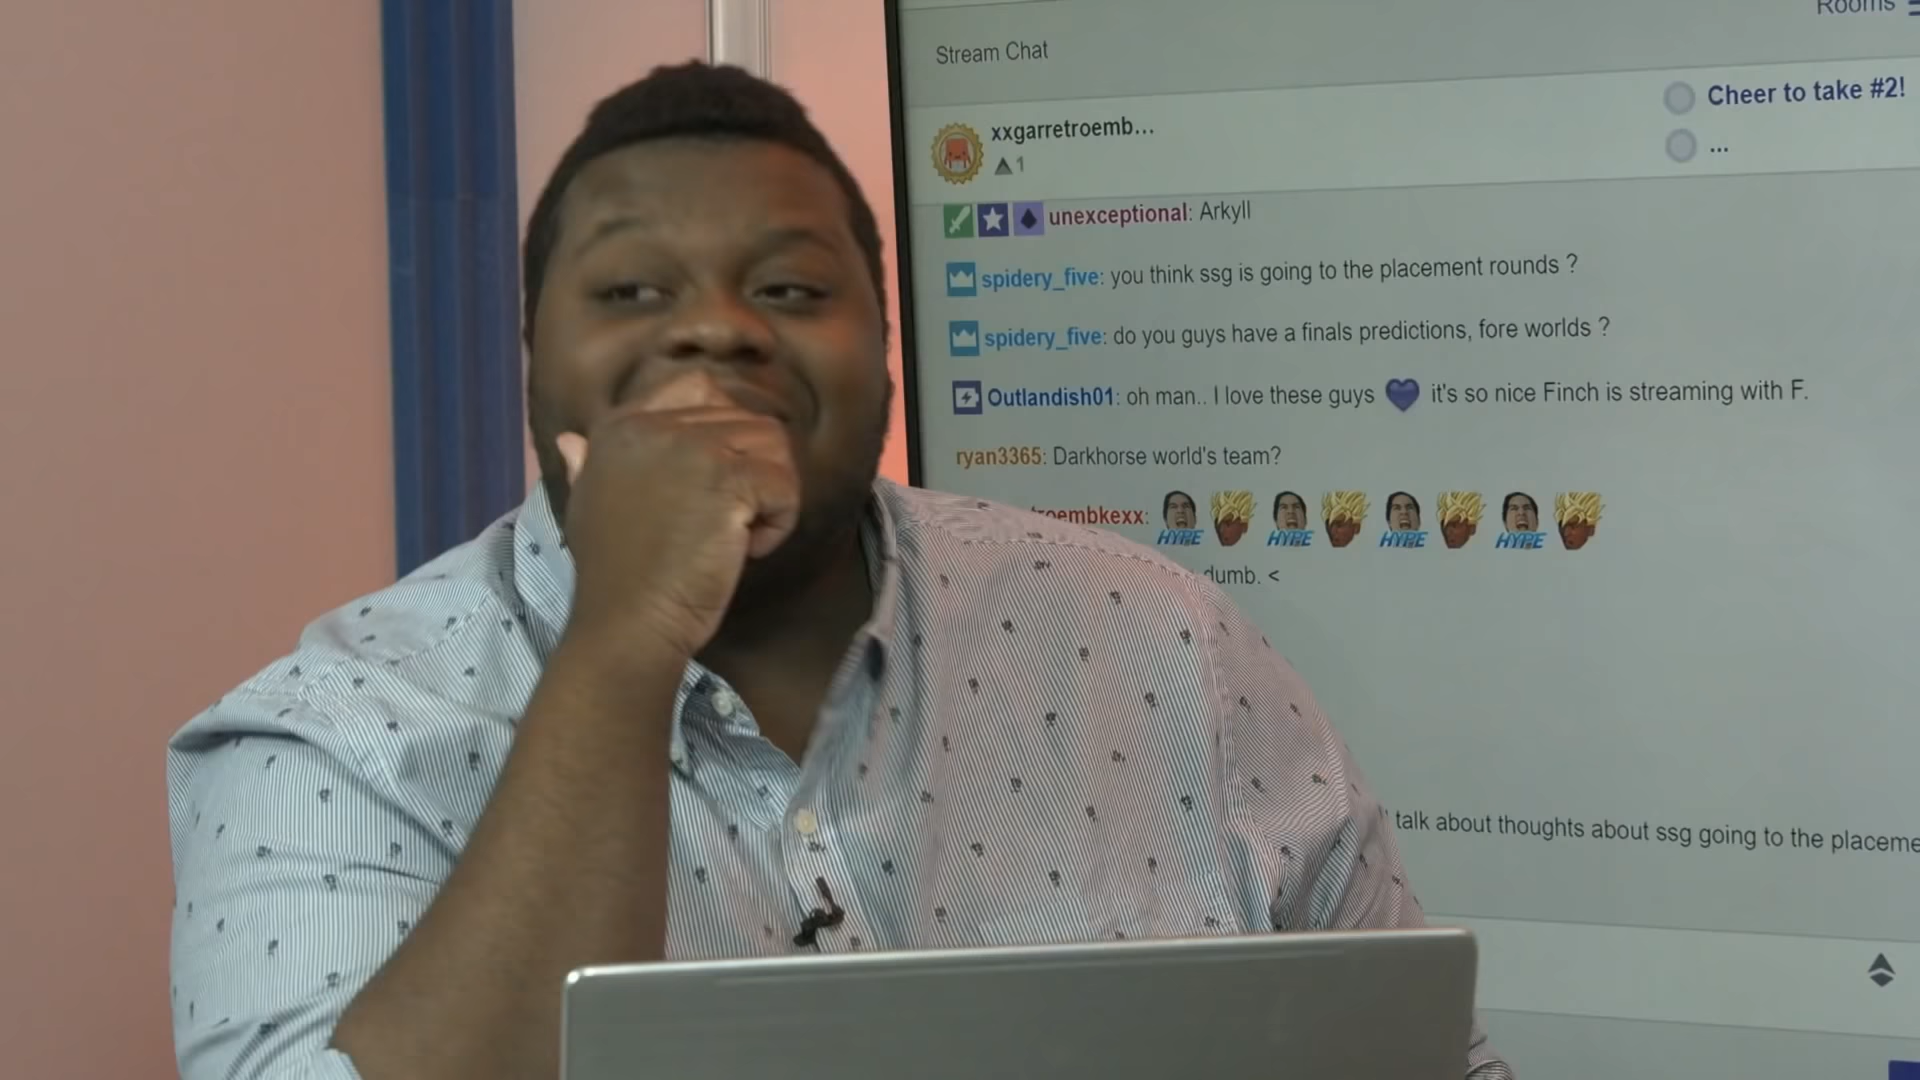 Rooms
Stream Chat
Cheer to take #2!
xxgarretroemb...
1
...
unexceptional: Arkyll
spidery_five: you think ssg is going to the placement rounds ?
spidery_five: do you guys have a finals predictions, fore worlds ?
Outlandish01: oh man.. I love these guys it's so nice Finch is streaming with F.
ryan3365: Darkhorse world's team?
roembkexx: HYPE HYPE HYPE HYPE
dumb. <
talk about thoughts about ssg going to the placeme